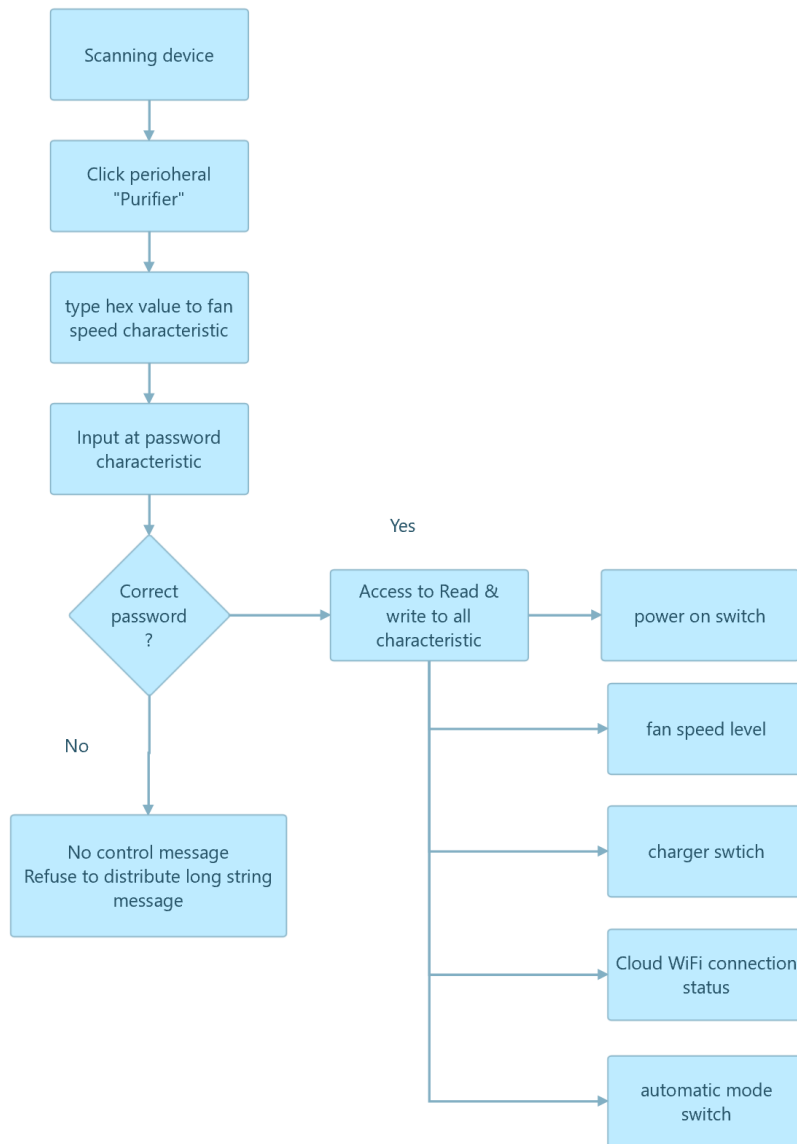 Scanning device
Click perioheral
"Purifier"
type hex value to fan
speed characteristic
Input at password
characteristic
Yes
Correct
password
?
Access to Read &
write to all
characteristic
power on switch
fan speed level
No
charger swtich
No control message
Refuse to distribute long string
message
Cloud WiFi connection
status
automatic mode
switch